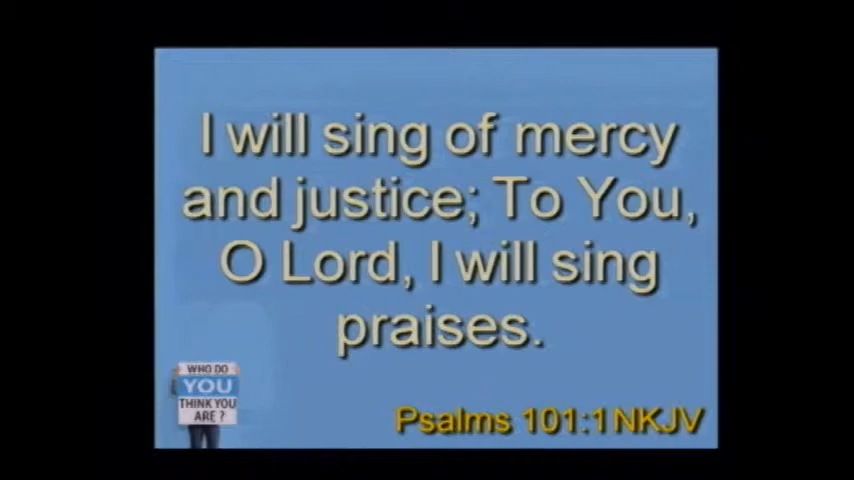 I will sing of mercy
and justice; To You,
O Lord, I will sing
praises.
WHO DO
YOU
THINK YOU
ARE ?
Psalms 101:1 NKJV